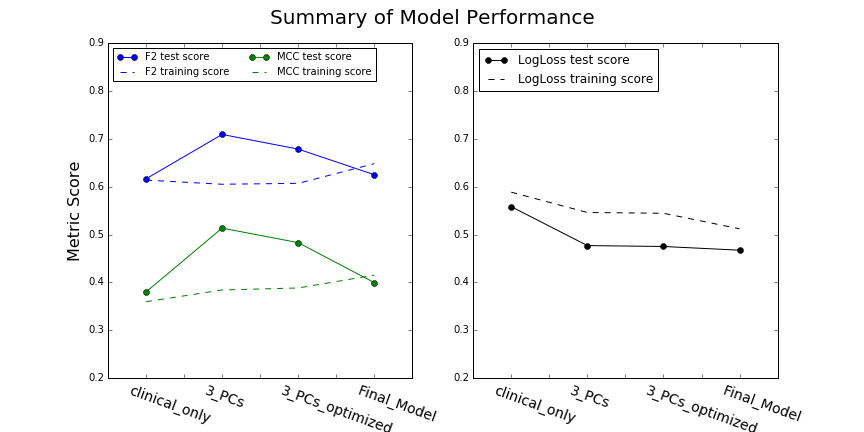 Summary of Model Performance
F2 test score
F2 training score
MCC test score
MCC training score
Metric Score
0.9
0.8
0.7
0.6
0.5
0.4
0.3
0.2
clinical_only
3_PCs
3_PCs_optimized
Final_Model
LogLoss test score
LogLoss training score
0.9
0.8
0.7
0.6
0.5
0.4
0.3
0.2
clinical_only
3_PCs
3_PCs_optimized
Final_Model